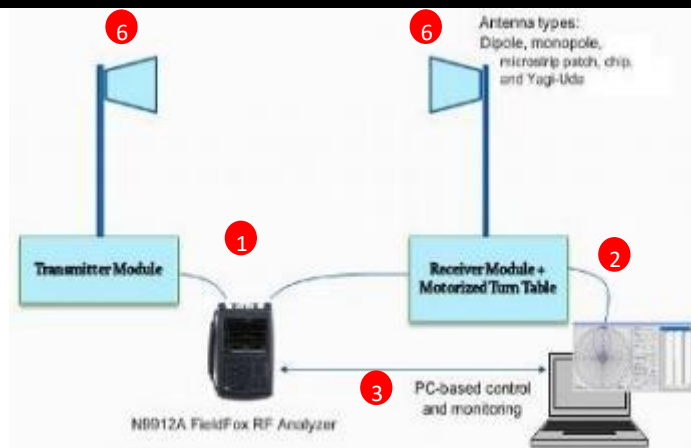 6
6
Antenna types:
Dipole, monopole,
microstrip patch, chip,
and Yagi-Uda
1
Transmitter Module
Receiver Module +
Motorized Turn Table
2
3
PC-based control
and monitoring
N9912A FieldFox RF Analyzer